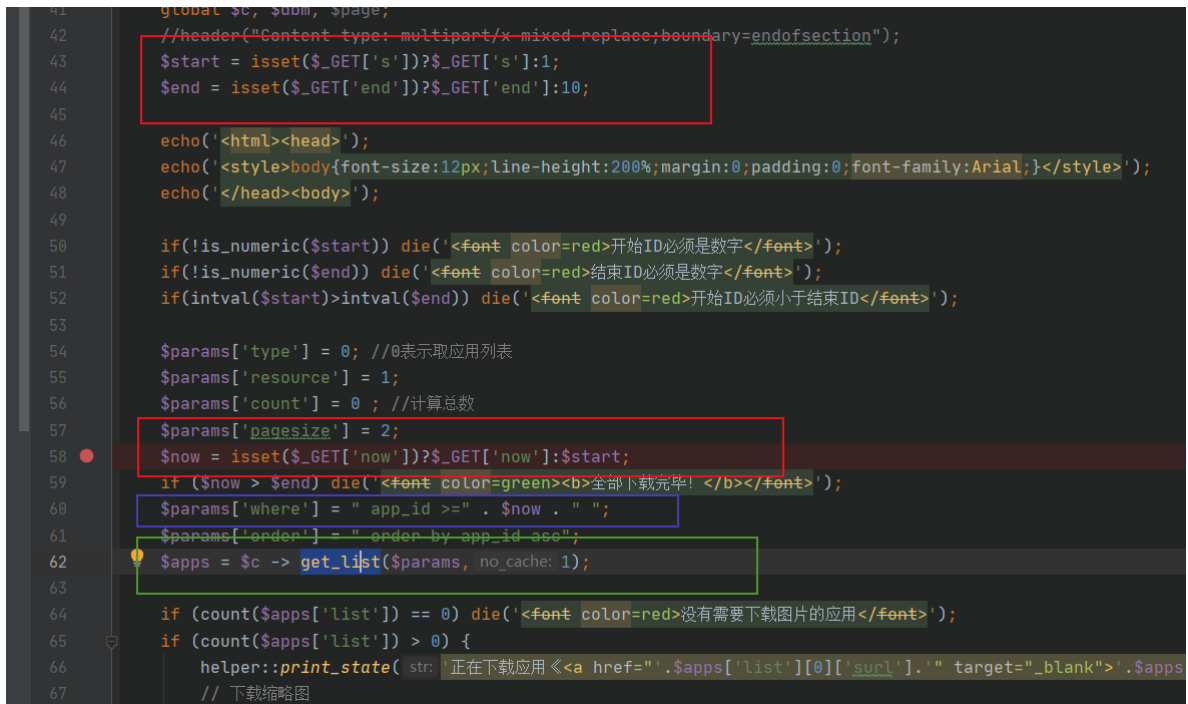 41 global $c, $dbm, $page;
42 //header("Content-type: multipart/x-mixed-replace;boundary=endofsection");
43 $start = isset($_GET['s'])?$_GET['s']:1;
44 $end = isset($_GET['end'])?$_GET['end']:10;
45
46 echo('<html><head>');
47 echo('<style>body{font-size:12px;line-height:200%;margin:0;padding:0;font-family:Arial;}</style>');
48 echo('</head><body>');
49
50 if(!is_numeric($start)) die('<font color=red>开始ID必须是数字</font>');
51 if(!is_numeric($end)) die('<font color=red>结束ID必须是数字</font>');
52 if(intval($start)>intval($end)) die('<font color=red>开始ID必须小于结束ID</font>');
53
54 $params['type'] = 0; //0表示取应用列表
55 $params['resource'] = 1;
56 $params['count'] = 0 ; //计算总数
57 $params['pagesize'] = 2;
58 $now = isset($_GET['now'])?$_GET['now']:$start;
59 if ($now > $end) die('<font color=green><b>全部下载完毕! </b></font>');
60 $params['where'] = " app_id >=" . $now . " ";
61 $params['order'] = " order by app_id asc";
62 $apps = $c -> get_list($params, no_cache: 1);
63
64 if (count($apps['list']) == 0) die('<font color=red>没有需要下载图片的应用</font>');
65 if (count($apps['list']) > 0) {
66 helper::print_state( str: '正在下载应用《<a href="'.$apps['list'][0]['surl'].'" target="_blank">'.$apps
67 // 下载缩略图